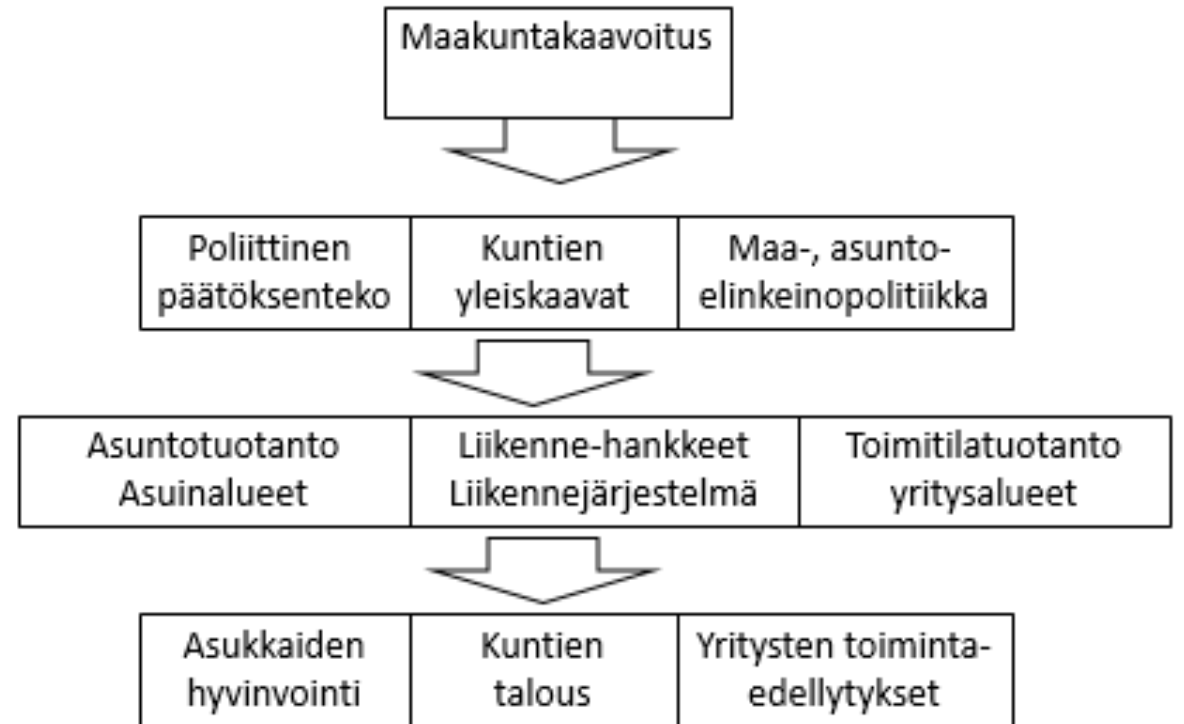 Maakuntakaavoitus
Poliittinen
päätöksenteko
Kuntien
yleiskaavat
Maa-, asunto-
elinkeinopolitiikka
Asuntotuotanto
Asuinalueet
Liikenne-hankkeet
Liikennejärjestelmä
Toimitilatuotanto
yritysalueet
Asukkaiden
hyvinvointi
Kuntien
talous
Yritysten toiminta-
edellytykset